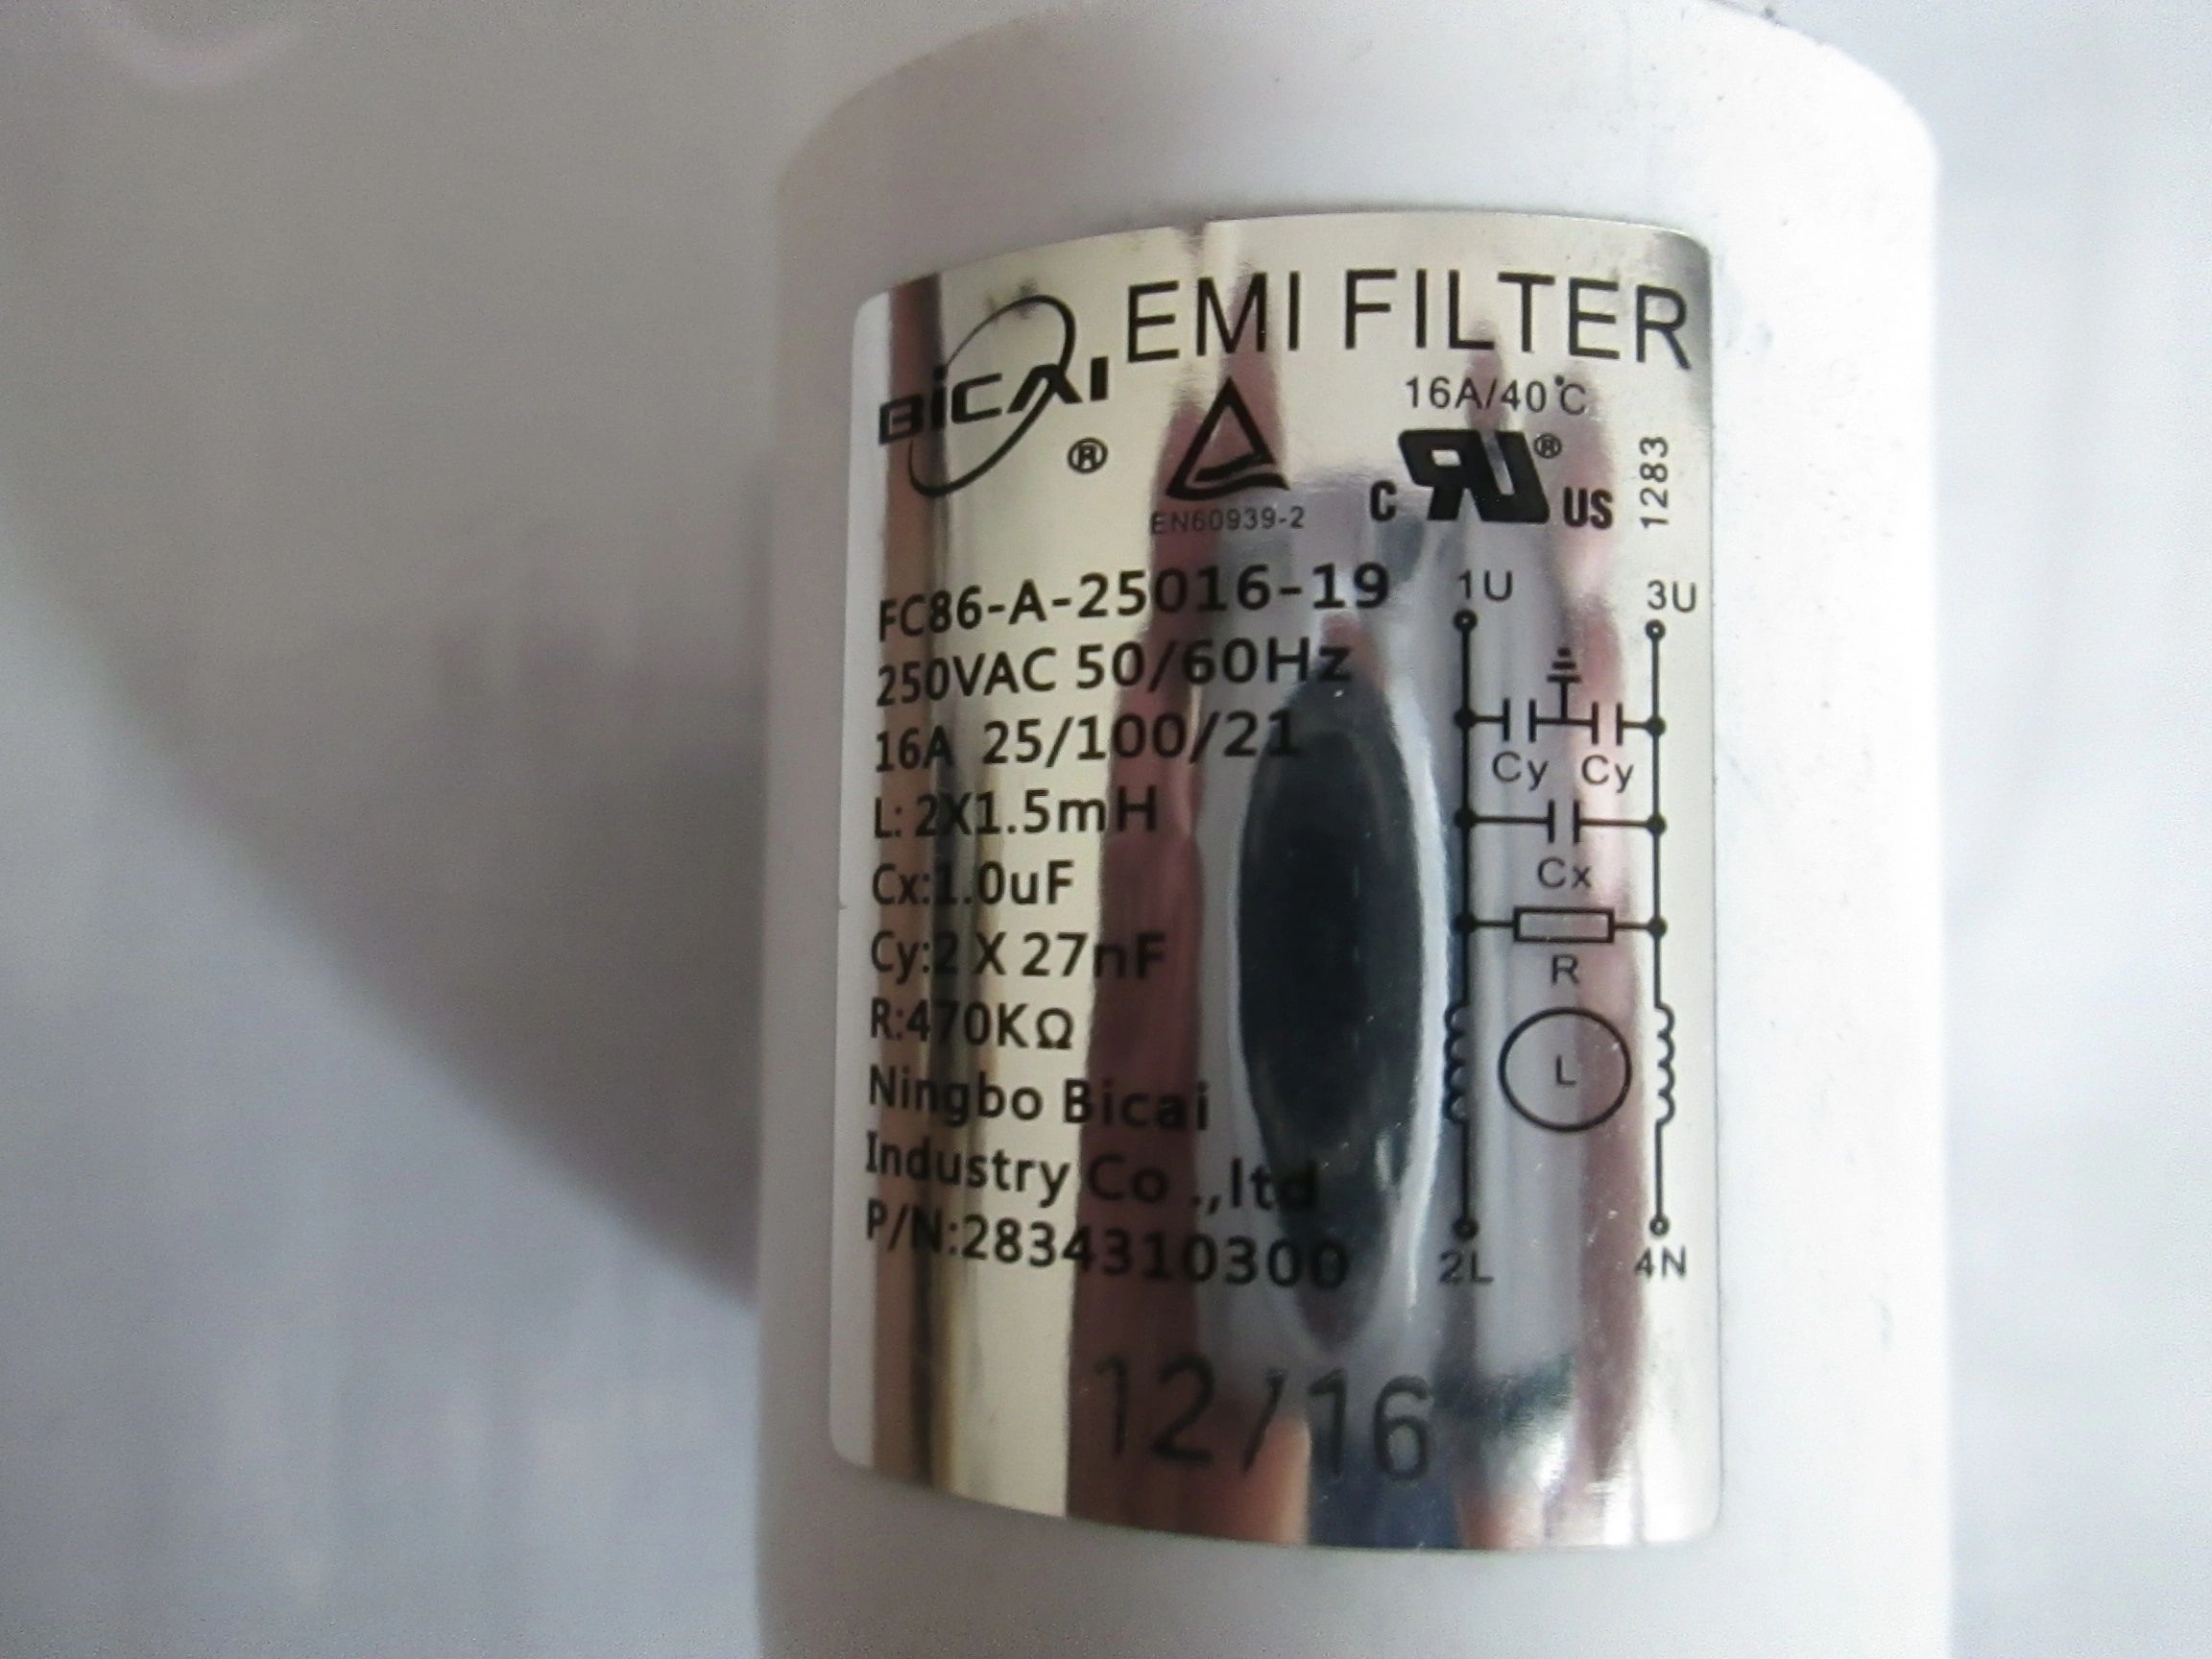 BiCAI ® EMI FILTER
16A/40°C
EN60939-2
C RU ® US 1283
FC86-A-25016-19
250VAC 50/60Hz
16A 25/100/21
L: 2X1.5mH
Cx:1.0uF
Cy:2 X 27nF
R:470KΩ
Ningbo Bicai
Industry Co .,ltd
P/N:2834310300
1U 3U
Cy Cy
Cx
R
L
2L 4N
12/16